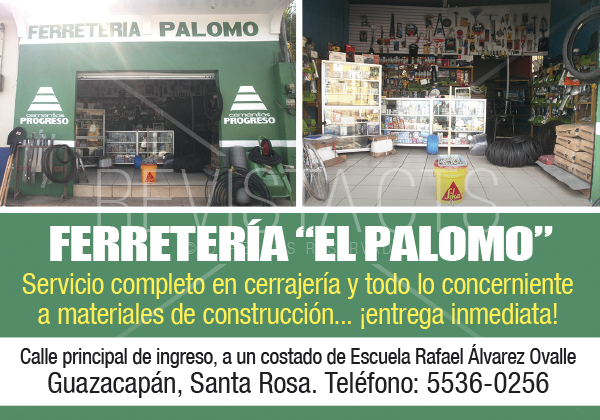 FERRETERIA PALOMO
cementos
PROGRESO
cementos
PROGRESO
Sika
REVISTACTS
FERRETERÍA “EL PALOMO”
Servicio completo en cerrajería y todo lo concerniente
a materiales de construcción... ¡entrega inmediata!
Calle principal de ingreso, a un costado de Escuela Rafael Álvarez Ovalle
Guazacapán, Santa Rosa. Teléfono: 5536-0256